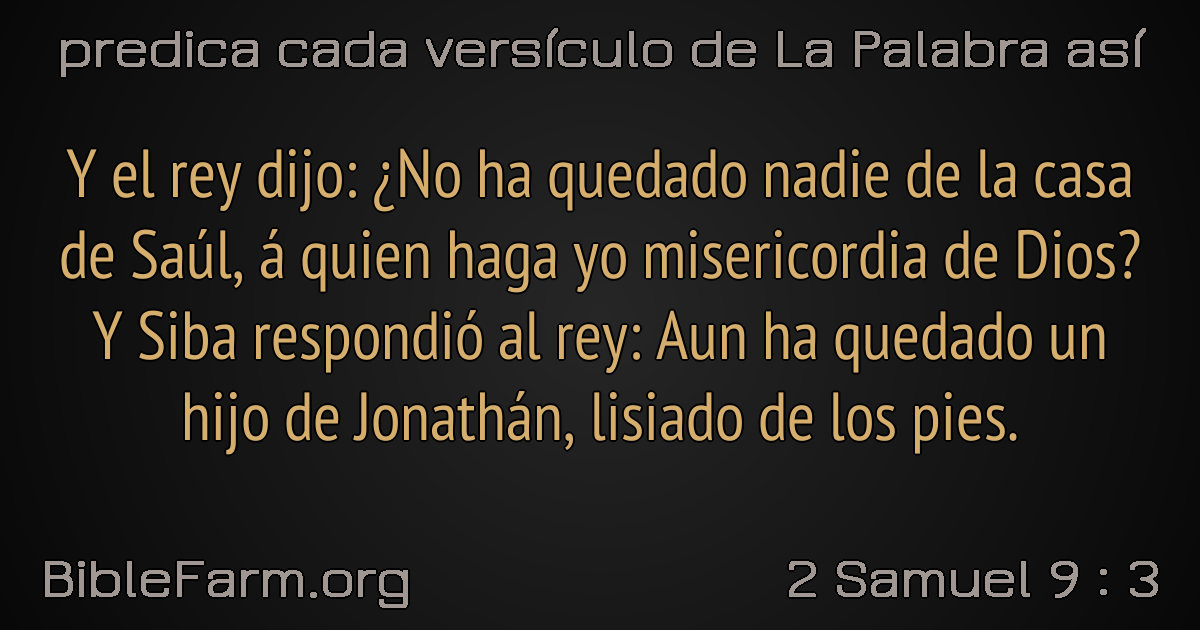 predica cada versículo de La Palabra así
Y el rey dijo: ¿No ha quedado nadie de la casa
de Saúl, á quien haga yo misericordia de Dios?
Y Siba respondió al rey: Aun ha quedado un
hijo de Jonathán, lisiado de los pies.
BibleFarm.org
2 Samuel 9 : 3